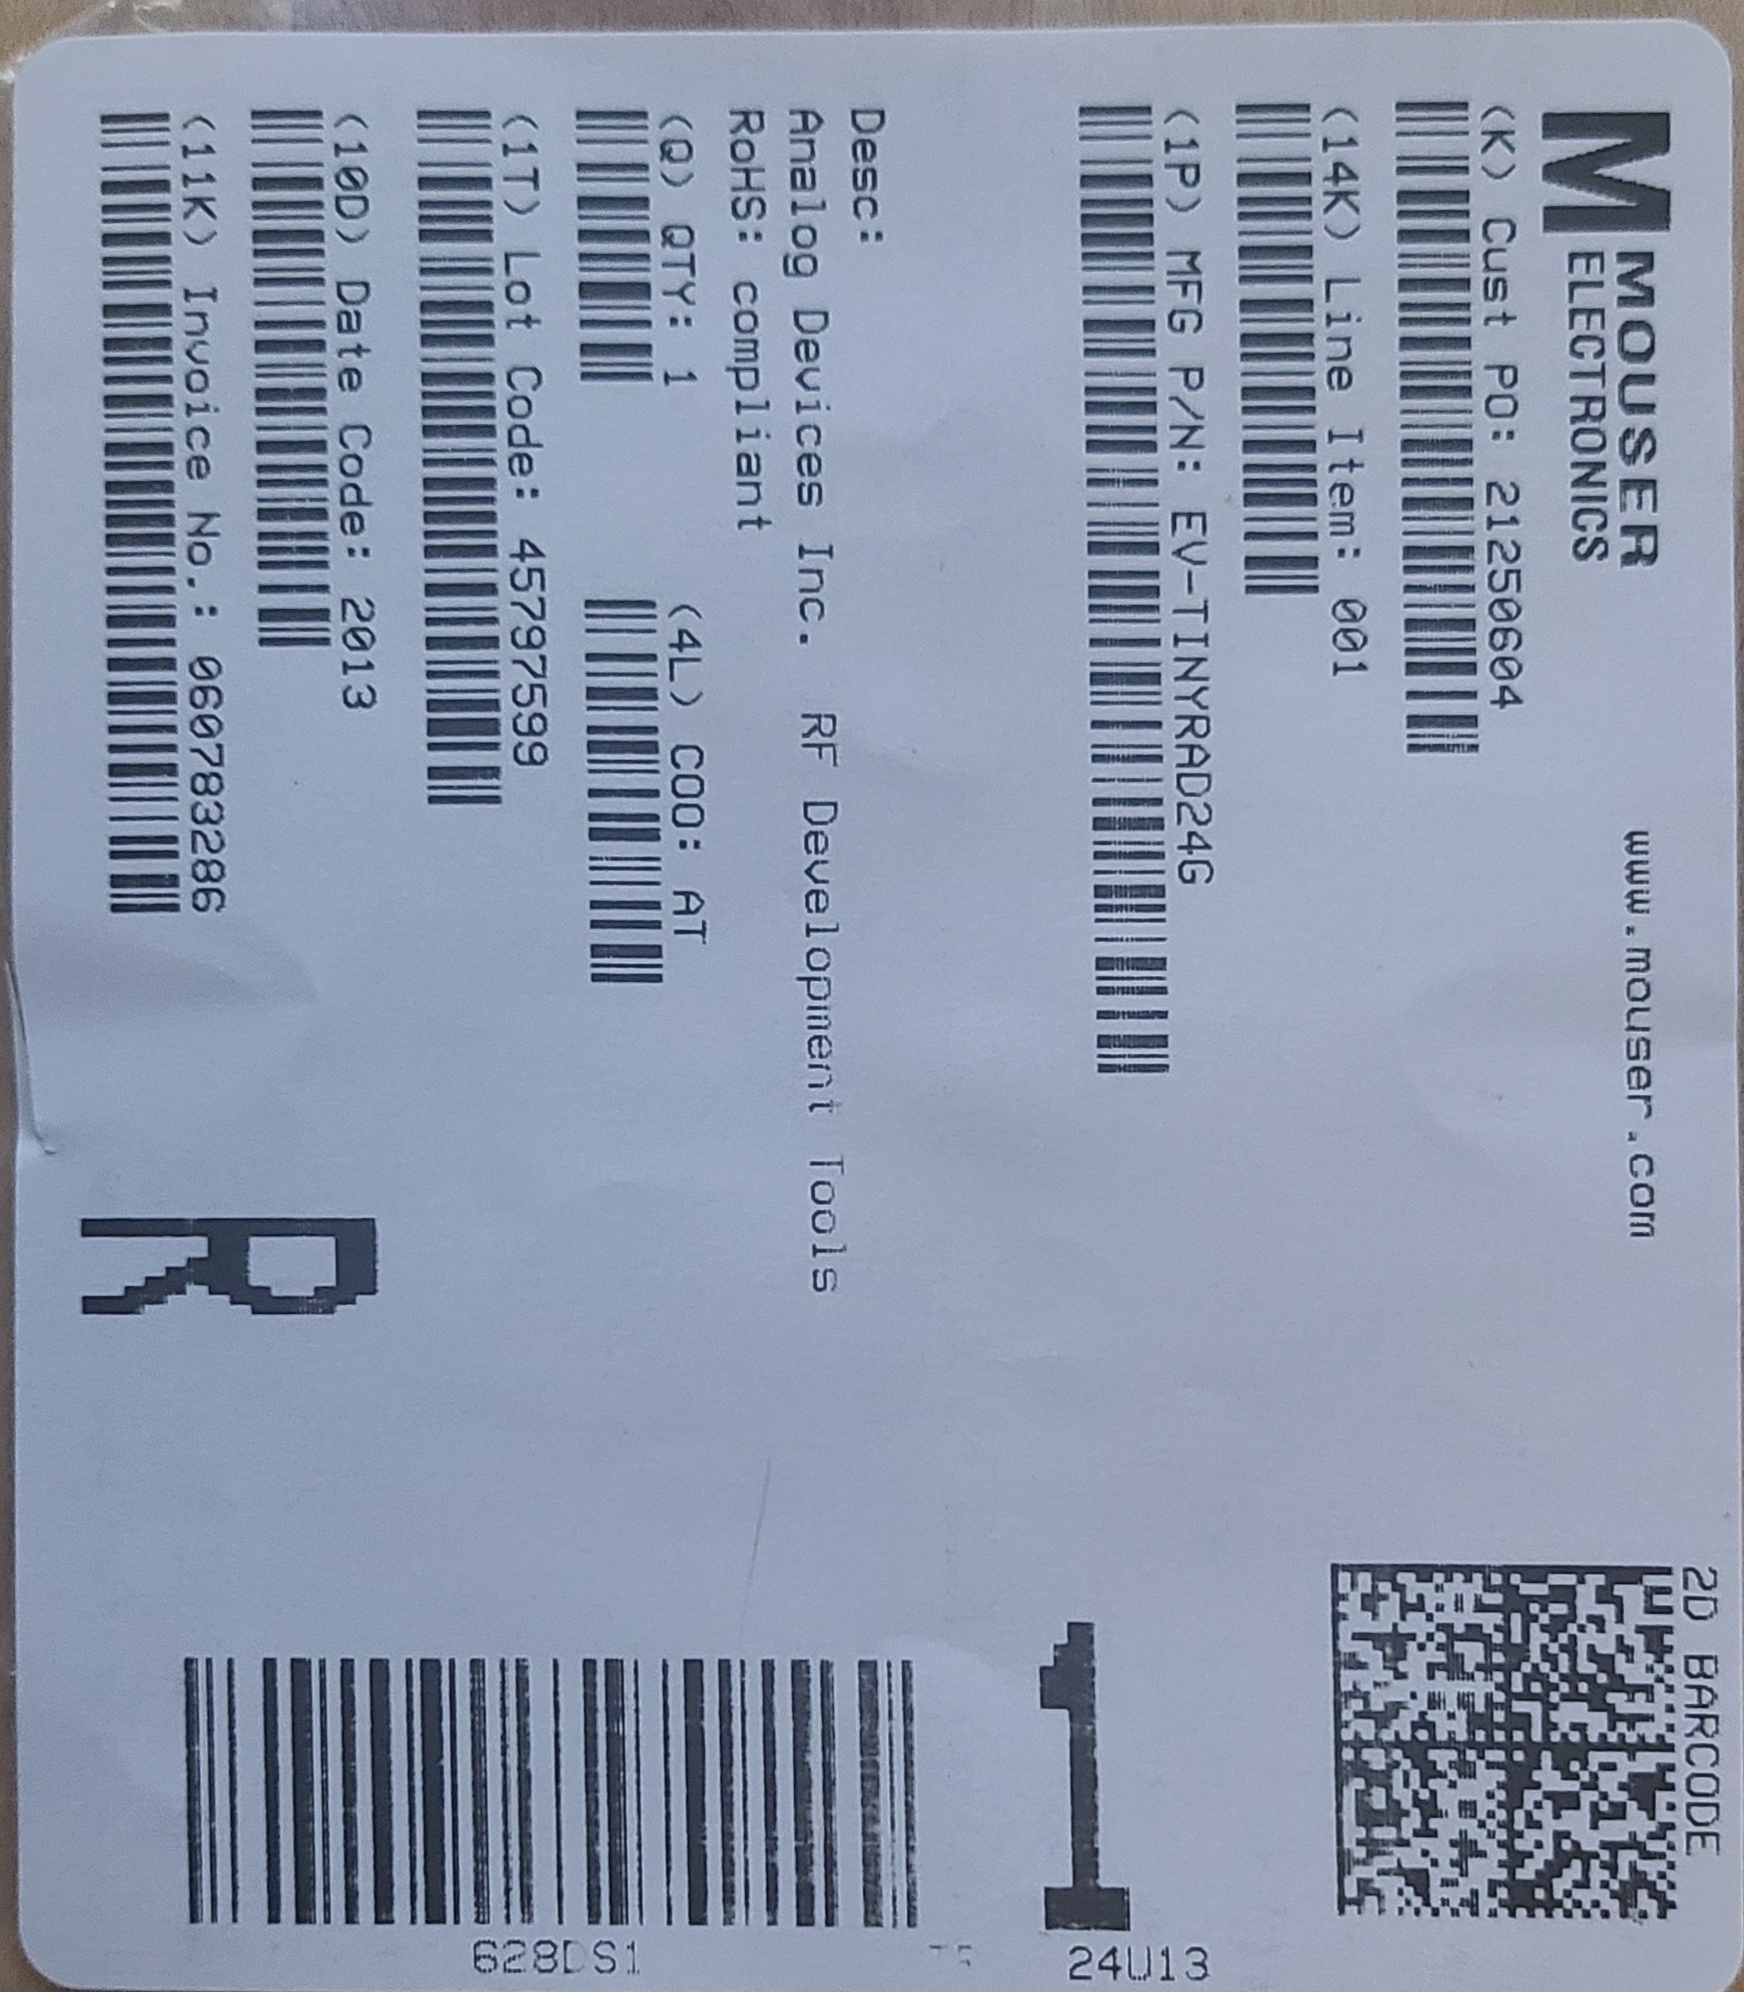 MOUSER
ELECTRONICS
www.mouser.com
2D BARCODE
(K) Cust PO: 21250604
(14K) Line Item: 001
(1P) MFG P/N: EV-TINYRAD24G
Desc:
Analog Devices Inc. RF Development Tools
RoHS: compliant
(Q) QTY: 1
(4L) COO: AT
(1T) Lot Code: 45797599
(10D) Date Code: 2013
(11K) Invoice No.: 060783286
R
1
24U13
628DS1